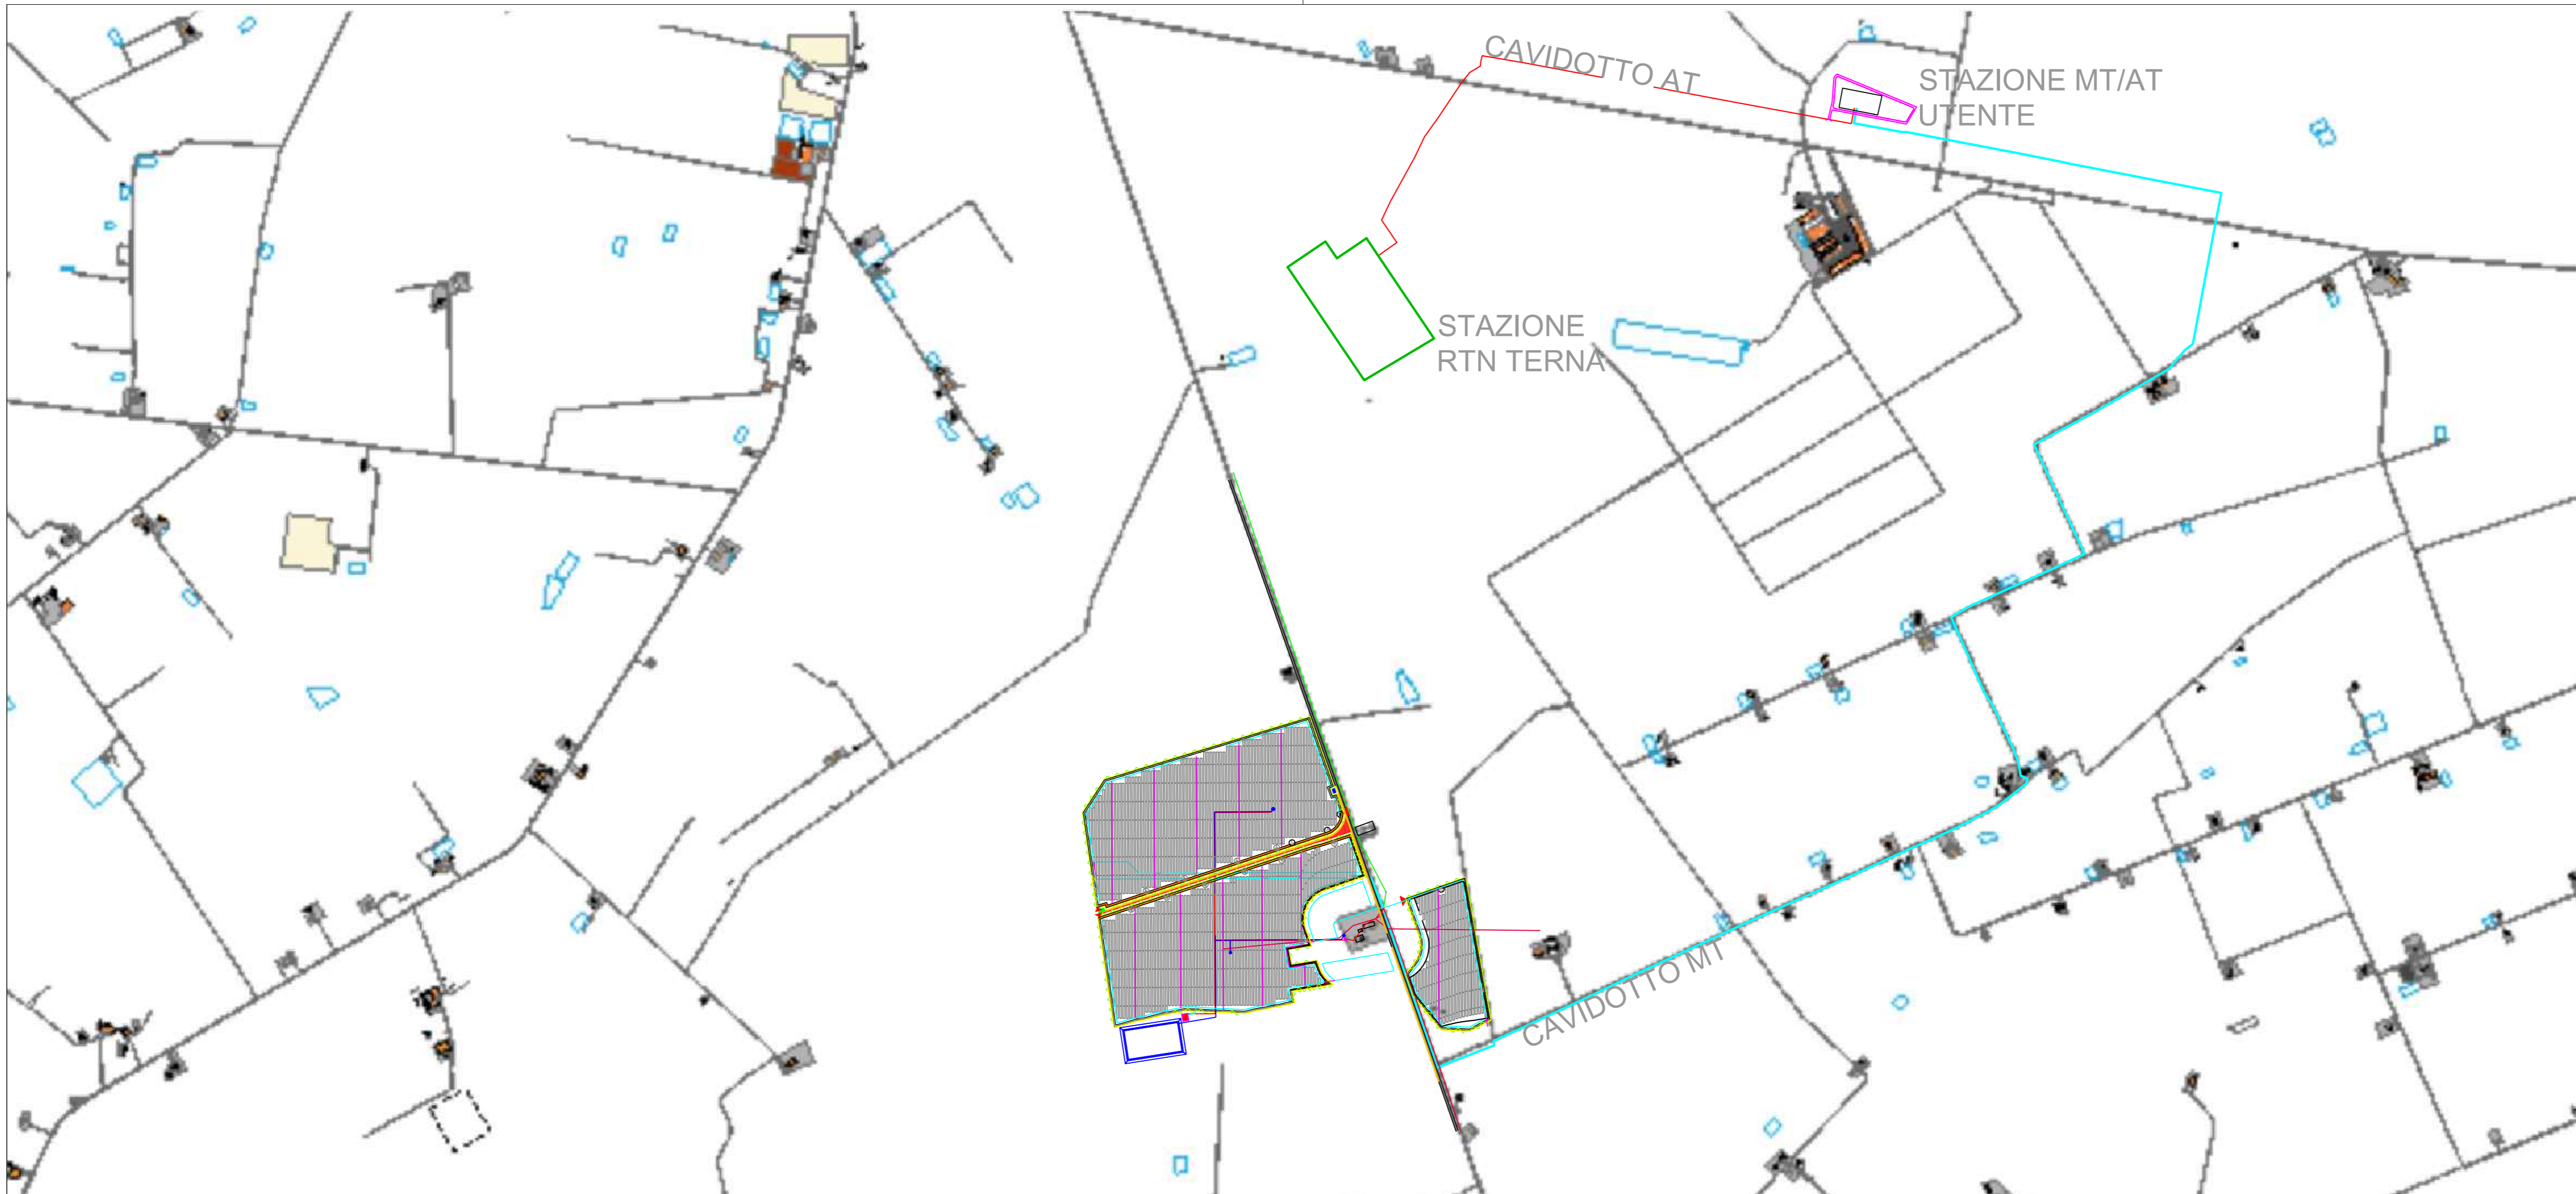 CAVIDOTTO AT
STAZIONE MT/AT
UTENTE
STAZIONE
RTN TERNA
CAVIDOTTO MT